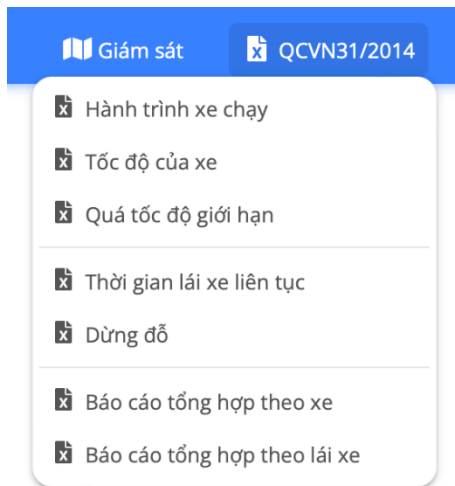 Giám sát QCVN31/2014
Hành trình xe chạy
Tốc độ của xe
Quá tốc độ giới hạn
Thời gian lái xe liên tục
Dừng đỗ
Báo cáo tổng hợp theo xe
Báo cáo tổng hợp theo lái xe